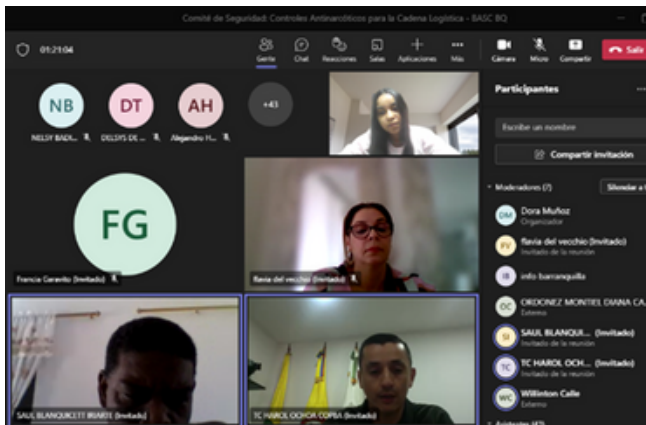 Comité de Seguridad: Controles Antinarcóticos para la Cadena Logística - BASC BQ
01:21:04
Gente
Chat
Reacciones
Salas
Aplicaciones
Más
Cámara
Micro
Compartir
Salir
NB
DT
AH
+43
NELSY BADI...
DELSYS DE ...
Alejandro H...
FG
Francia Garavito (Invitado)
flavia del vecchio (Invitado)
SAUL BLANQUICETT IRIARTE (Invitado)
TC HAROL OCHOA COPBA (Invitado)
Participantes
Escribe un nombre
Compartir invitación
Moderadores (7)
Silenciar a
DM
Dora Muñoz
Organizador
FV
flavia del vecchio (Invitado)
Invitado de la reunión
IB
info barranquilla
OC
ORDONEZ MONTIEL DIANA CA...
Externo
SI
SAUL BLANQUI... (Invitado)
Invitado de la reunión
TC
TC HAROL OCH... (Invitado)
Invitado de la reunión
WC
Willinton Calle
Externo